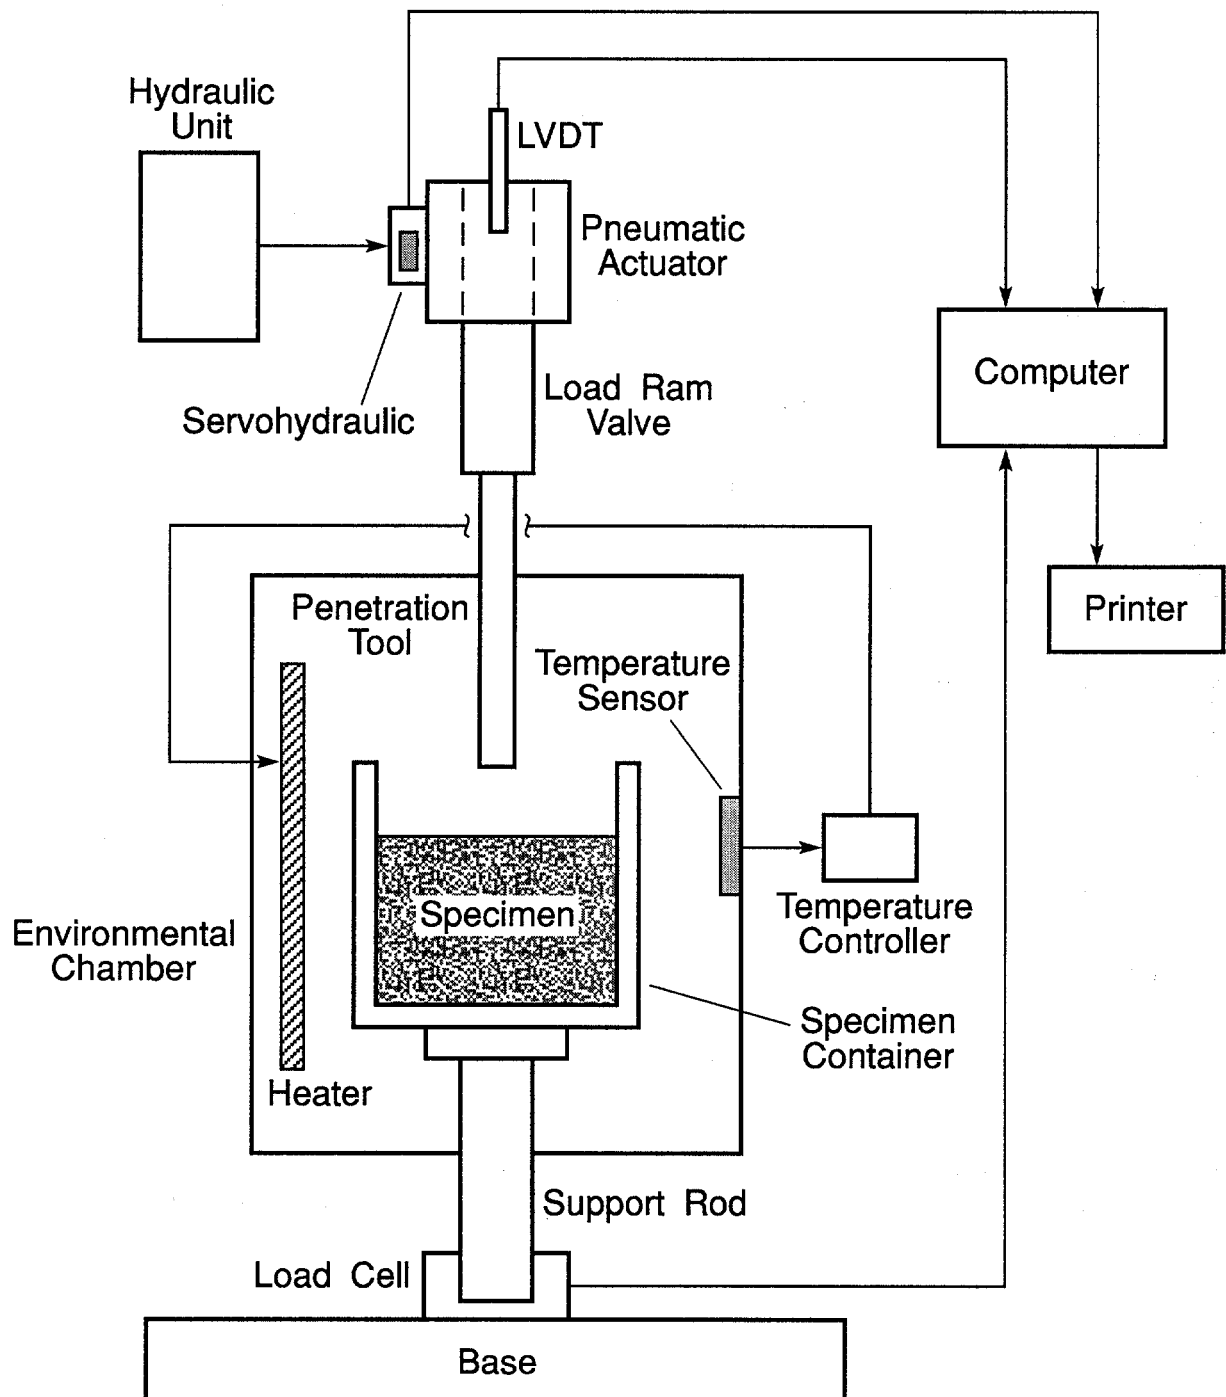 Hydraulic
Unit
LVDT
Pneumatic
Actuator
Computer
Load Ram
Valve
Servohydraulic
Printer
Penetration
Tool
Temperature
Sensor
Specimen
Temperature
Controller
Environmental
Chamber
Specimen
Container
Heater
Support Rod
Load Cell
Base